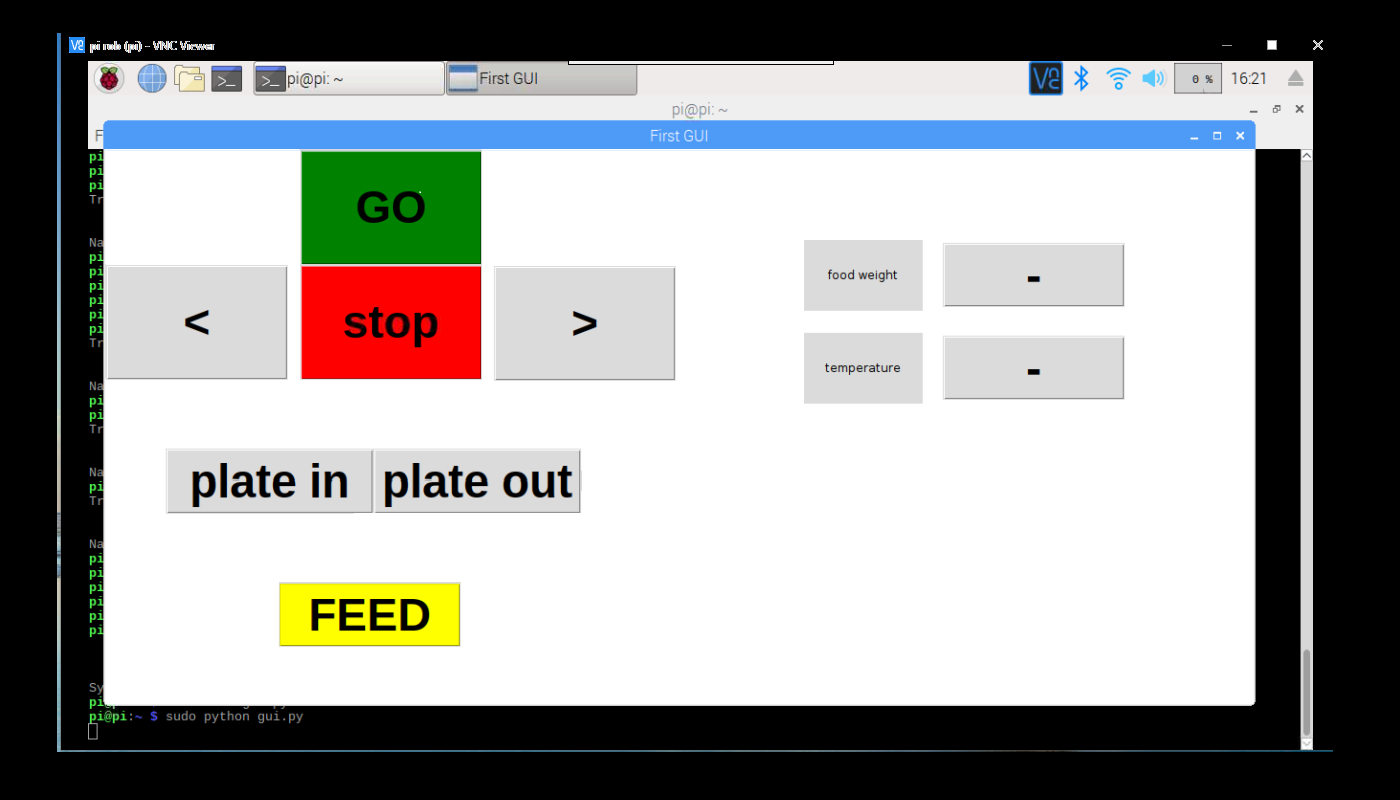 pi rob (pi) - VNC Viewer
pi@pi: ~
First GUI
0 %
16:21
pi@pi: ~
F
First GUI
pi
pi
pi
Tr
GO
Na
pi
pi
pi
pi
pi
pi
Tr
<
stop
>
food weight
-
temperature
-
Na
pi
pi
Tr
plate in
plate out
Na
pi
Tr
Na
pi
pi
pi
pi
pi
pi
FEED
Sy
pi
pi@pi:~ $ sudo python gui.py